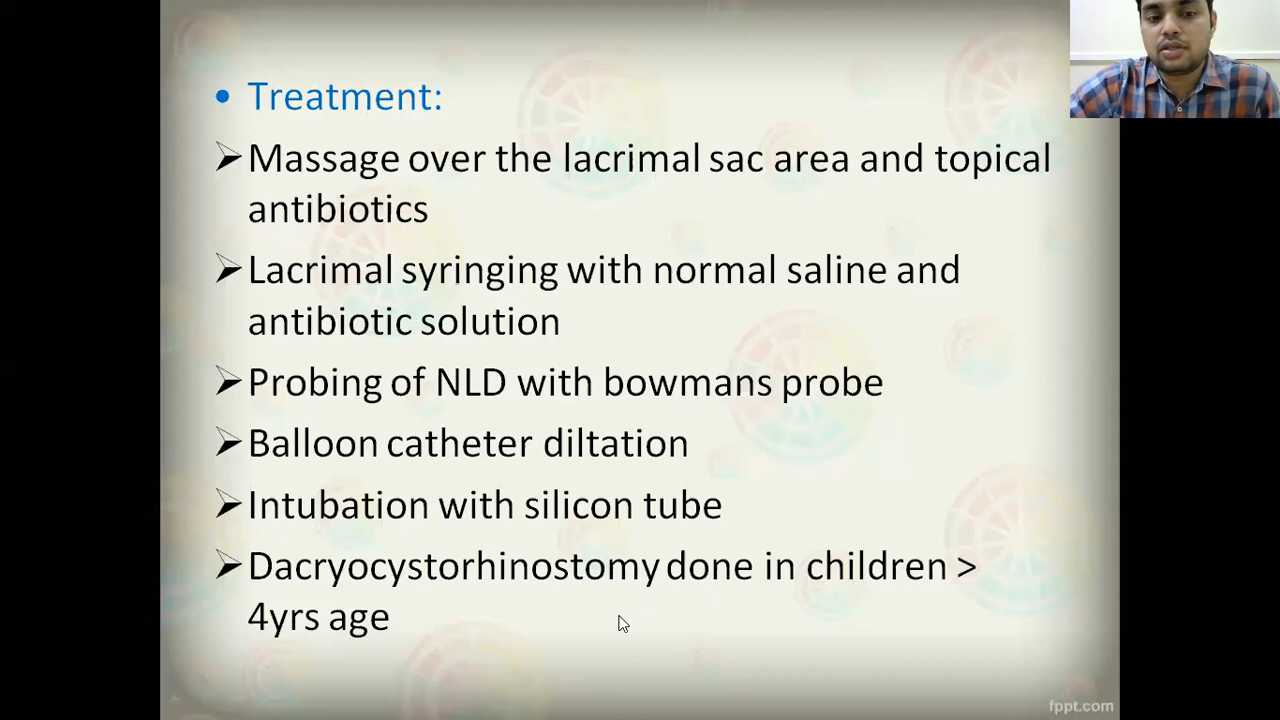 • Treatment:
➢ Massage over the lacrimal sac area and topical
antibiotics
➢ Lacrimal syringing with normal saline and
antibiotic solution
➢ Probing of NLD with bowmans probe
➢ Balloon catheter diltation
➢ Intubation with silicon tube
➢ Dacryocystorhinostomy done in children >
4yrs age
fppt.com